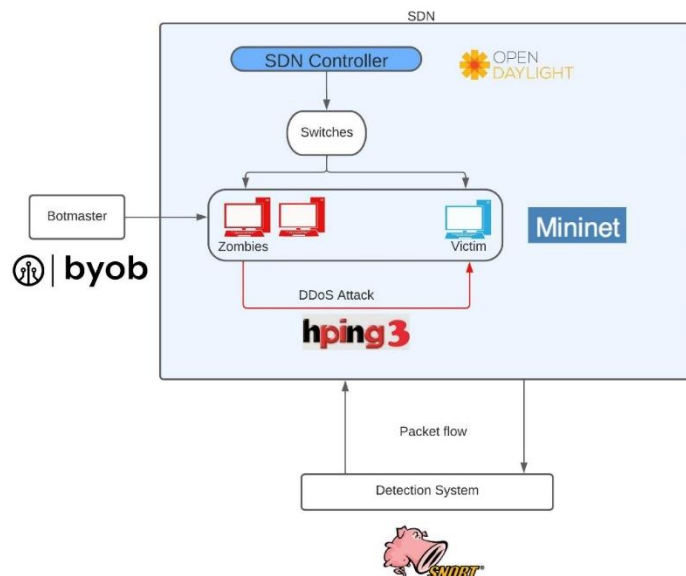 SDN
SDN Controller
OPEN
DAYLIGHT
Switches
Botmaster
Zombies
Victim
Mininet
byob
DDoS Attack
hping3
Packet flow
Detection System
SNORT®